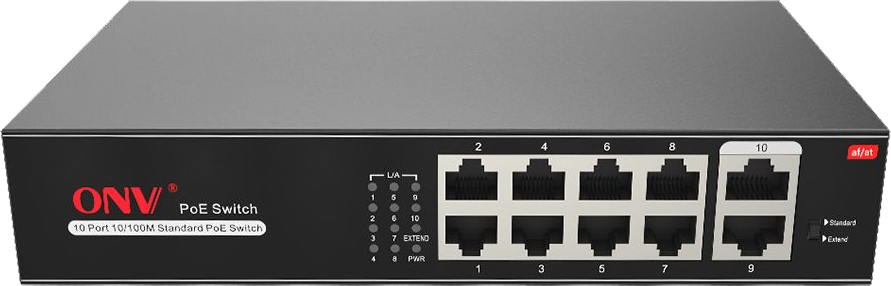 2 4 6 8 10
af/at
L/A
1 5 9
2 6 10
3 7 EXTEND
4 8 PWR
ONV®
PoE Switch
10 Port 10/100M Standard PoE Switch
Standard
Extend
1 3 5 7 9